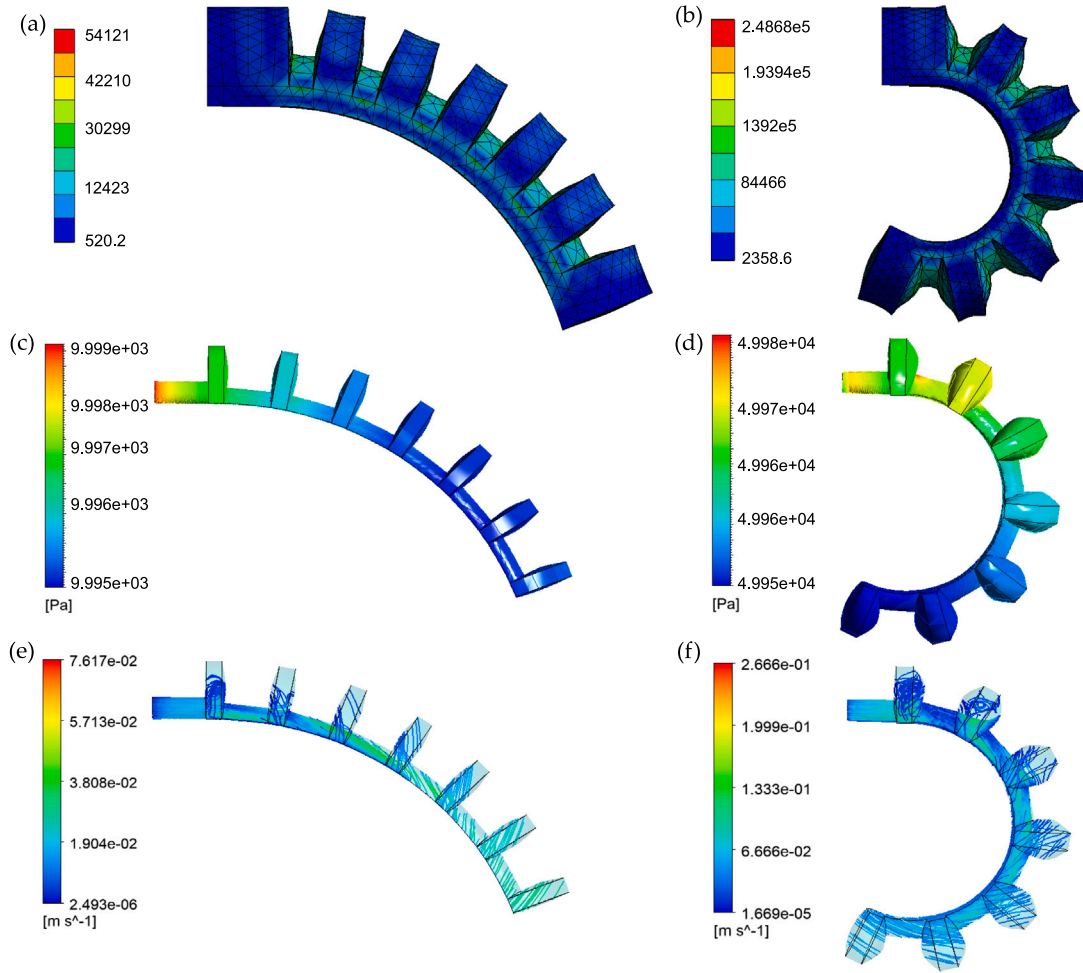 (a)
54121
42210
30299
12423
520.2
(b)
2.4868e5
1.9394e5
1392e5
84466
2358.6
(c)
9.999e+03
9.998e+03
9.997e+03
9.996e+03
9.995e+03
[Pa]
(d)
4.998e+04
4.997e+04
4.996e+04
4.996e+04
4.995e+04
[Pa]
(e)
7.617e-02
5.713e-02
3.808e-02
1.904e-02
2.493e-06
[m s^-1]
(f)
2.666e-01
1.999e-01
1.333e-01
6.666e-02
1.669e-05
[m s^-1]